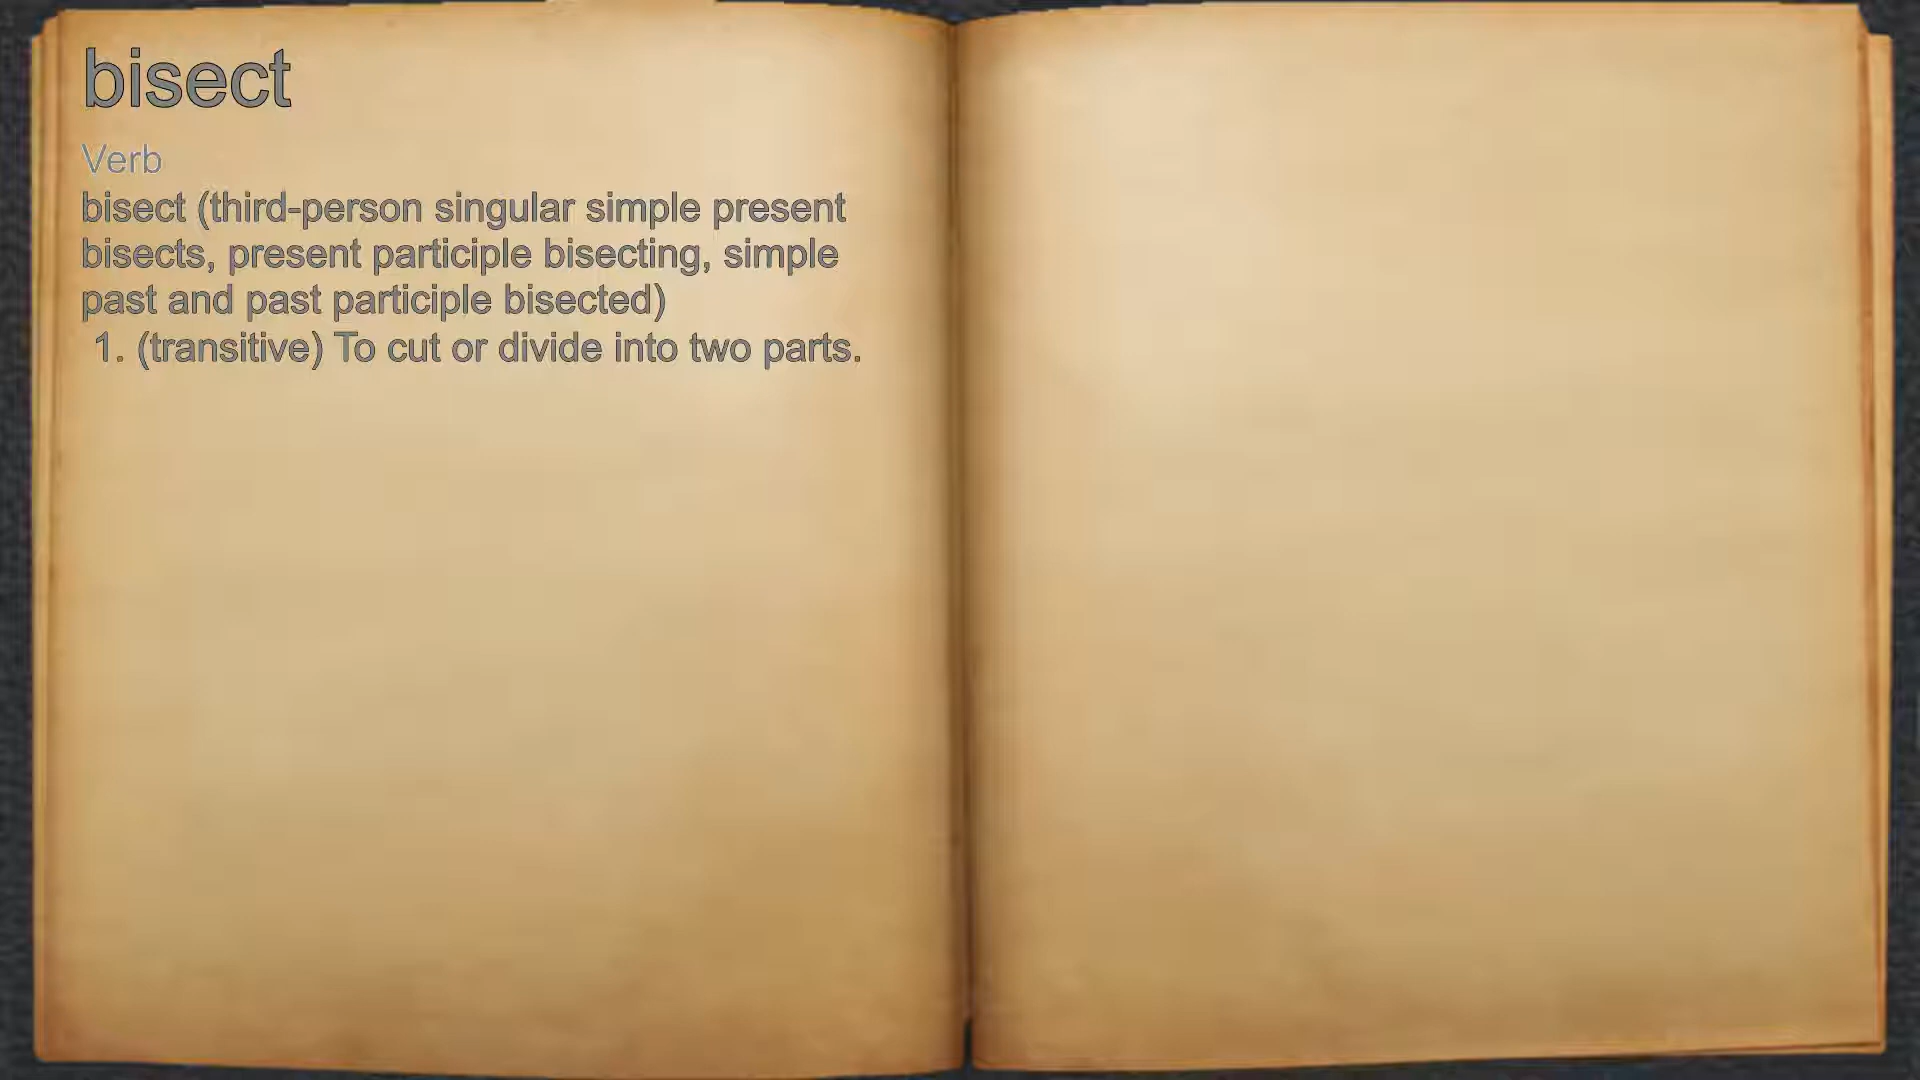 bisect
Verb
bisect (third-person singular simple present
bisects, present participle bisecting, simple
past and past participle bisected)
1. (transitive) To cut or divide into two parts.